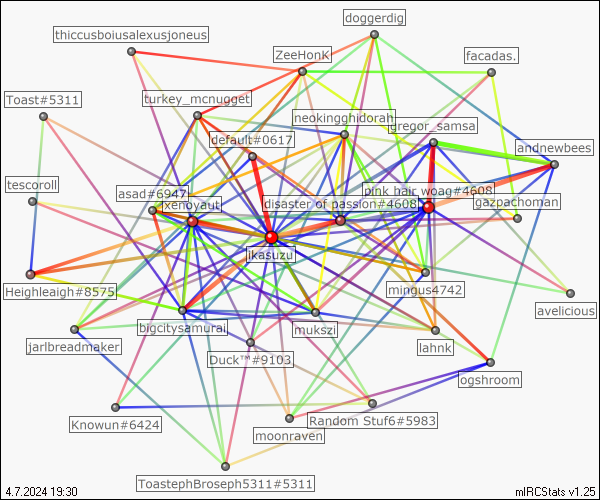 doggerdig
thiccusboiusalexusjoneus
ZeeHonK
facadas.
Toast#5311
turkey_mcnugget
neokingghidorah
gregor_samsa
default#0617
andnewbees
tescoroll
asad#6947
pink hair woag#4608
xenoyaut
disaster of passion#4608
gazpachoman
ikasuzu
Heighleaigh#8575
mingus4742
avelicious
bigcitysamurai
mukszi
jarlbreadmaker
lahnk
Duck™#9103
ogshroom
Knowun#6424
Random Stuf6#5983
moonraven
ToastephBroseph5311#5311
4.7.2024 19:30
mIRCStats v1.25